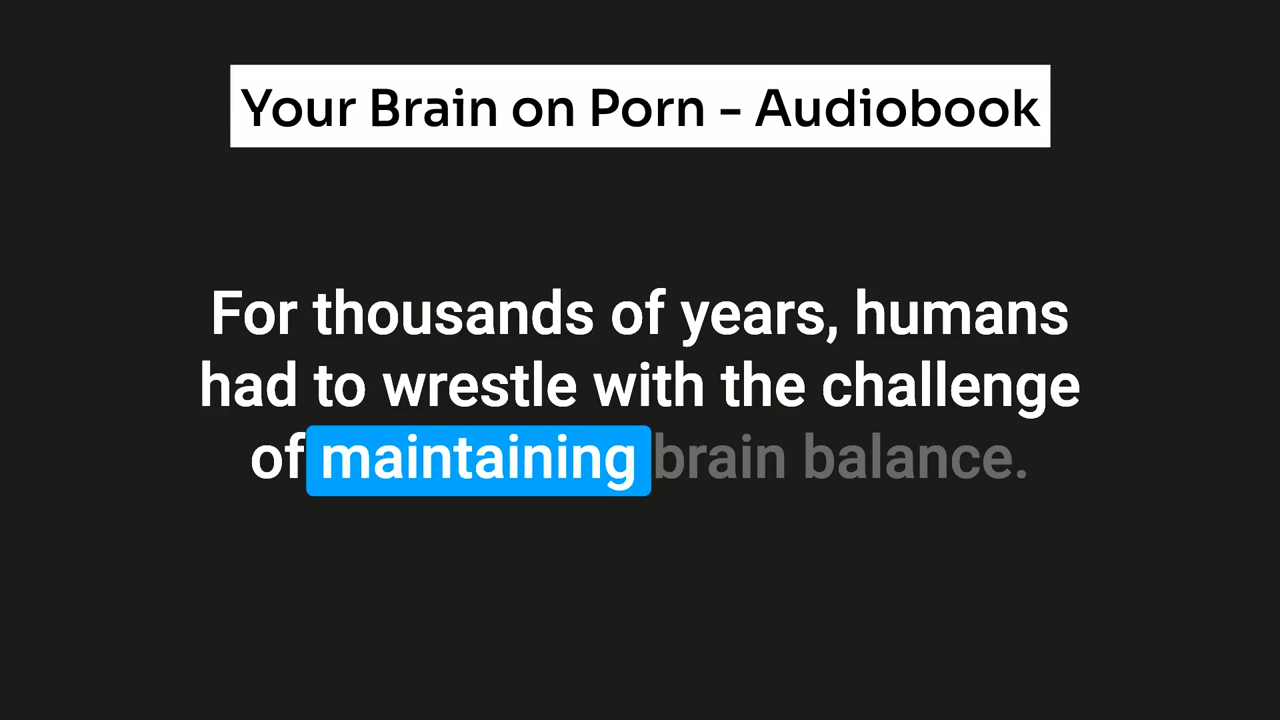 Your Brain on Porn - Audiobook
For thousands of years, humans
had to wrestle with the challenge
of maintaining brain balance.